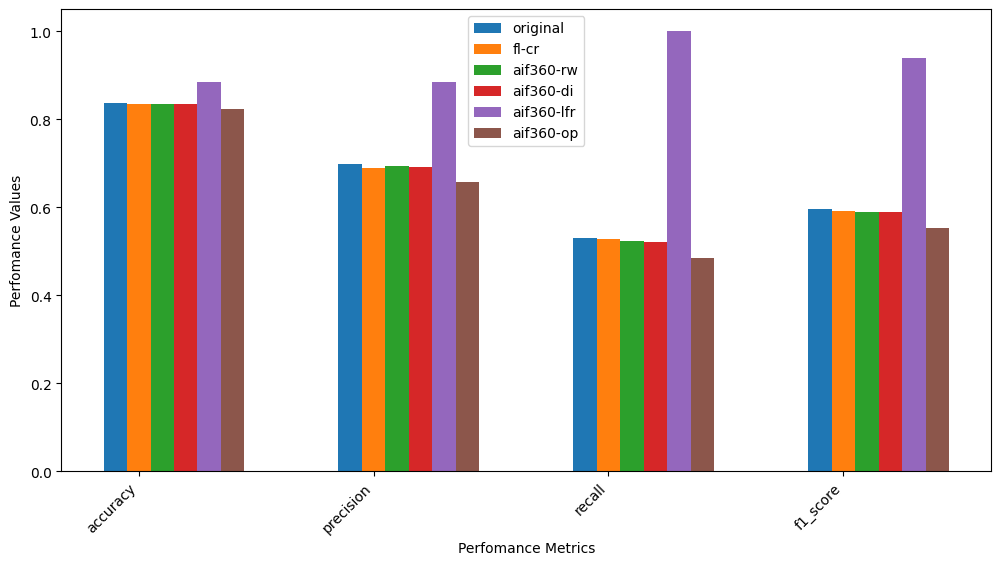 original
fl-cr
aif360-rw
aif360-di
aif360-lfr
aif360-op
1.0
0.8
0.6
0.4
0.2
0.0
Perfomance Values
accuracy
precision
recall
f1_score
Perfomance Metrics